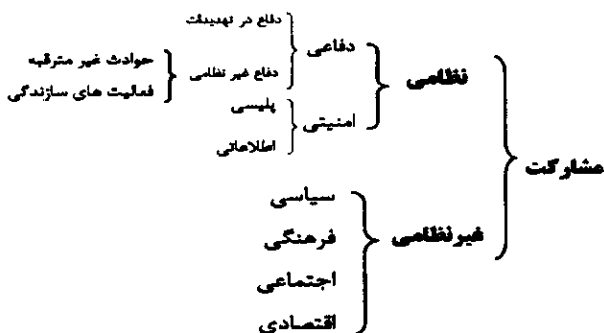 مشارکت
نظامی
دفاعی
دفاع در تهدیدات
دفاع غیر نظامی
حوادث غیر مترقبه
فعالیت های سازندگی
امنیتی
پلیسی
اطلاعاتی
غیرنظامی
سیاسی
فرهنگی
اجتماعی
اقتصادی